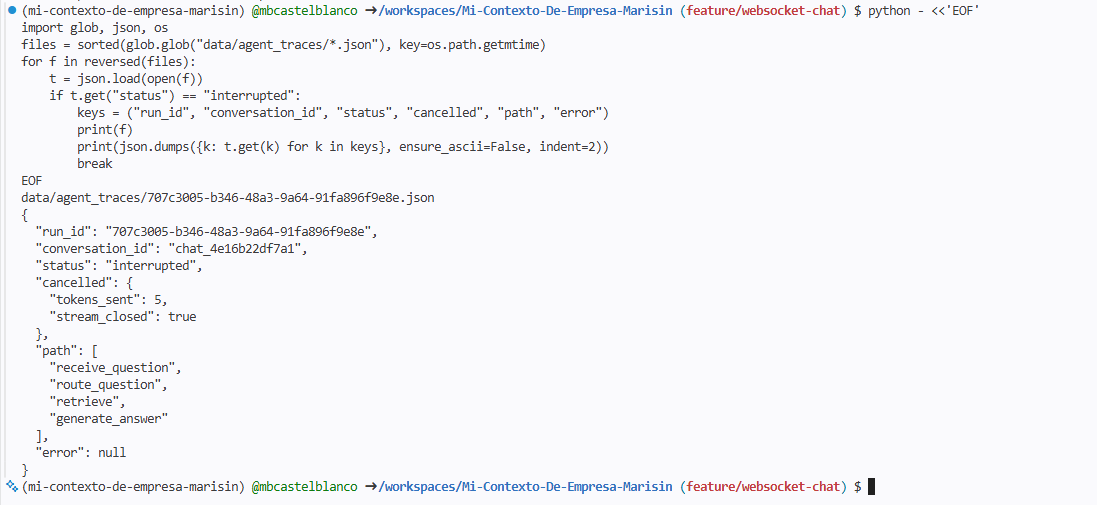 (mi-contexto-de-empresa-marisin) @mbcastelblanco ➜/workspaces/Mi-Contexto-De-Empresa-Marisin (feature/websocket-chat) $ python - <<'EOF'
import glob, json, os
files = sorted(glob.glob("data/agent_traces/*.json"), key=os.path.getmtime)
for f in reversed(files):
    t = json.load(open(f))
    if t.get("status") == "interrupted":
        keys = ("run_id", "conversation_id", "status", "cancelled", "path", "error")
        print(f)
        print(json.dumps({k: t.get(k) for k in keys}, ensure_ascii=False, indent=2))
        break
EOF
data/agent_traces/707c3005-b346-48a3-9a64-91fa896f9e8e.json
{
  "run_id": "707c3005-b346-48a3-9a64-91fa896f9e8e",
  "conversation_id": "chat_4e16b22df7a1",
  "status": "interrupted",
  "cancelled": {
    "tokens_sent": 5,
    "stream_closed": true
  },
  "path": [
    "receive_question",
    "route_question",
    "retrieve",
    "generate_answer"
  ],
  "error": null
}
(mi-contexto-de-empresa-marisin) @mbcastelblanco ➜/workspaces/Mi-Contexto-De-Empresa-Marisin (feature/websocket-chat) $